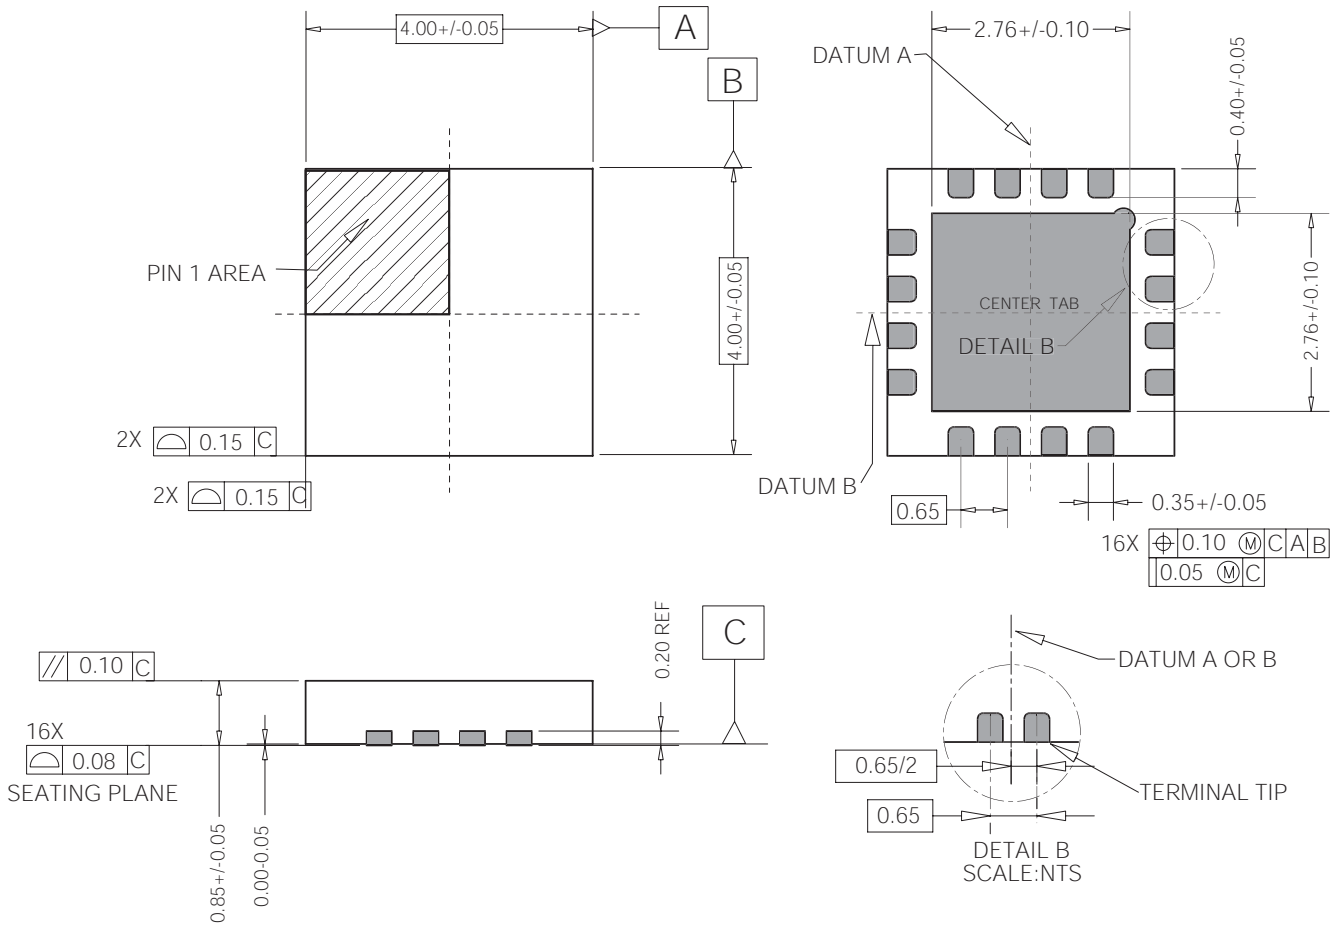 4.00+/-0.05
A
B
PIN 1 AREA
4.00+/-0.05
2X 0.15 C
2X 0.15 C
DATUM A
2.76+/-0.10
0.40+/-0.05
CENTER TAB
DETAIL B
2.76+/-0.10
DATUM B
0.65
0.35+/-0.05
16X ⌖ 0.10 Ⓜ C A B
0.05 Ⓜ C
// 0.10 C
16X
0.08 C
SEATING PLANE
0.85+/-0.05
0.00-0.05
0.20 REF
C
DATUM A OR B
0.65/2
0.65
TERMINAL TIP
DETAIL B
SCALE:NTS